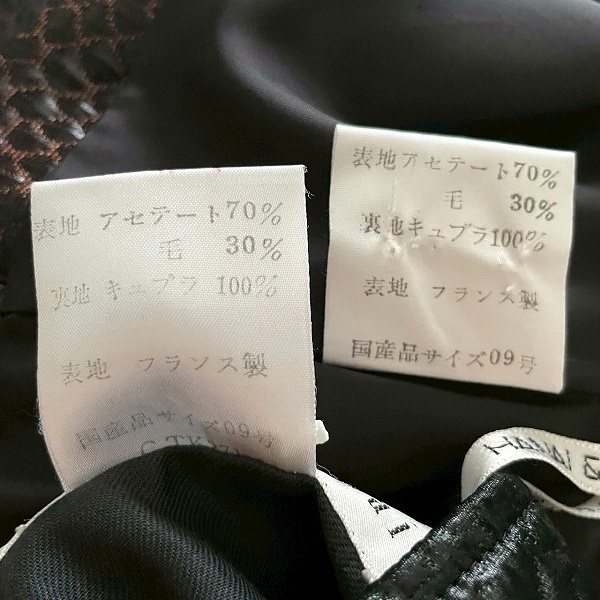 表地 アセテート70%
毛 30%
裏地 キュプラ 100%
表地 フランス製
国産品サイズ09号
表地アセテート70%
毛 30%
裏地キュプラ100%
表地 フランス製
国産品サイズ09号